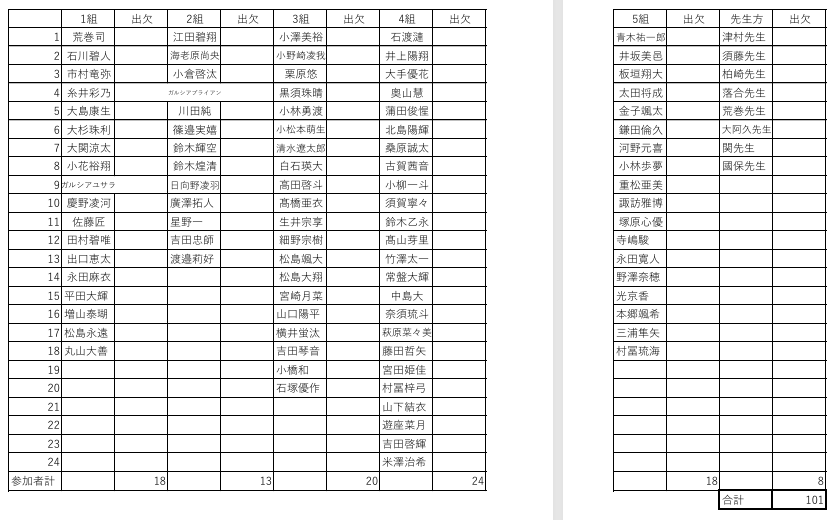 1組 出欠 2組 出欠 3組 出欠 4組 出欠 5組 出欠 先生方 出欠
1 荒巻司 江田碧翔 小澤美裕 石渡漣 青木祐一郎 津村先生
2 石川碧人 海老原尚央 小野崎凌我 井上陽翔 井坂美邑 須藤先生
3 市村竜弥 小倉啓汰 栗原悠 大手優花 板垣翔大 柏崎先生
4 糸井彩乃 ガルシアブライアン 黒須珠晴 奥山慧 太田将成 落合先生
5 大島康生 川田純 小林勇渡 蒲田俊惺 金子颯太 荒巻先生
6 大杉珠利 篠邉実嬉 小松本萌生 北島陽輝 鎌田倫久 大阿久先生
7 大関涼太 鈴木輝空 清水遼太郎 桑原誠太 河野元喜 関先生
8 小花裕翔 鈴木煌清 白石瑛大 古賀茜音 小林歩夢 國保先生
9 ガルシアユサラ 日向野凌羽 高田啓斗 小柳一斗 重松亜美
10 慶野凌河 廣澤拓人 髙橋亜衣 須賀寧々 諏訪雅博
11 佐藤匠 星野一 生井宗享 鈴木乙永 塚原心優
12 田村碧唯 吉田忠師 細野宗樹 髙山芽里 寺嶋駿
13 出口恵太 渡邉莉好 松島颯大 竹澤太一 永田寛人
14 永田麻衣 松島大翔 常盤大輝 野澤奈穂
15 平田大輝 宮崎月菜 中島大 光京香
16 増山泰瑚 山口陽平 奈須琉斗 本郷颯希
17 松島永遠 横井蛍汰 萩原菜々美 三浦隼矢
18 丸山大善 吉田琴音 藤田哲矢 村冨琉海
19 小橋和 宮田姫佳
20 石塚優作 村冨梓弓
21 山下結衣
22 遊座菜月
23 吉田啓輝
24 米澤治希
参加者計 18 13 20 24 18 8
合計 101